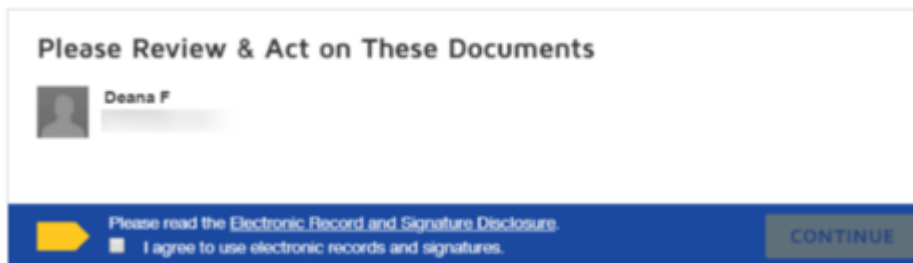 Please Review & Act on These Documents
Deana F
Please read the Electronic Record and Signature Disclosure.
I agree to use electronic records and signatures.
CONTINUE